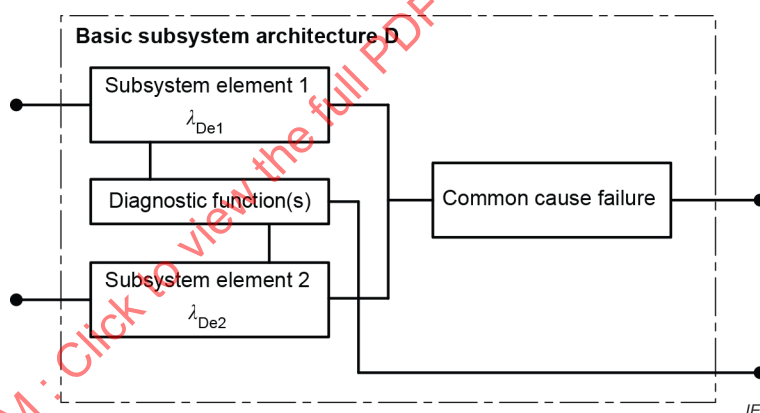 Basic subsystem architecture D
Subsystem element 1
λDe1
Diagnostic function(s)
Common cause failure
Subsystem element 2
λDe2
M : Click to view the full PDF